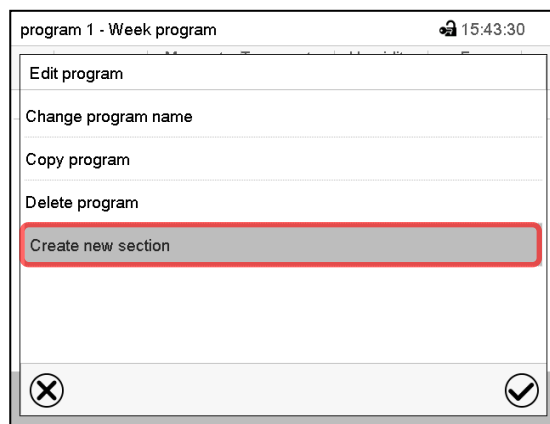 program 1 - Week program 15:43:30
Edit program
Change program name
Copy program
Delete program
Create new section